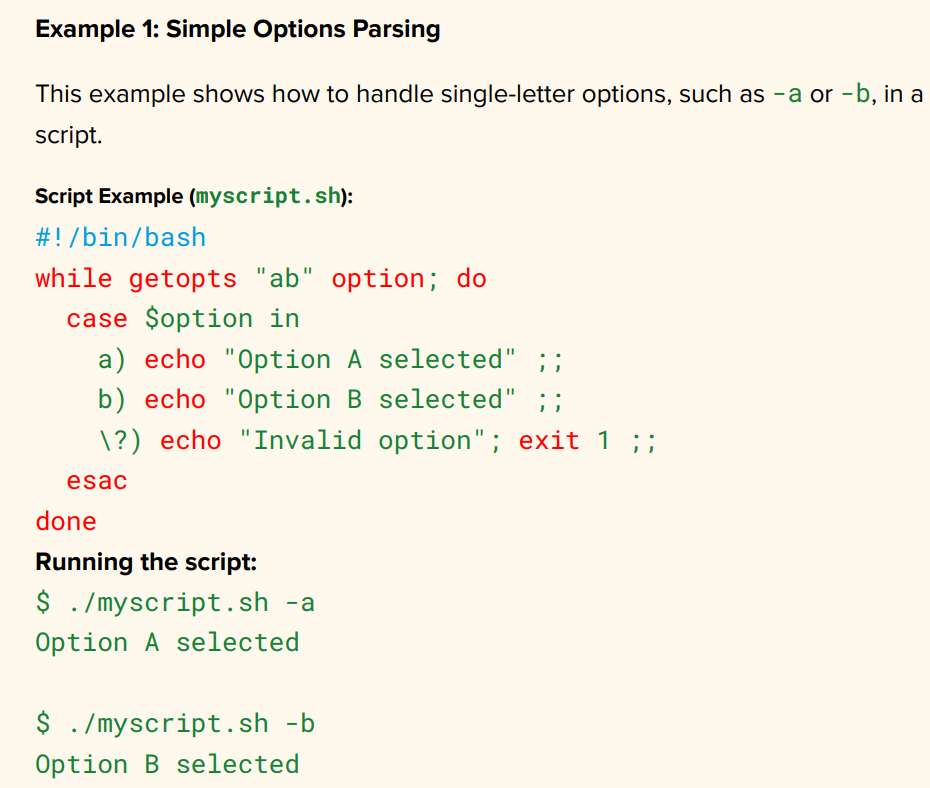 Example 1: Simple Options Parsing
This example shows how to handle single-letter options, such as -a or -b, in a
script.
Script Example (myscript.sh):
#!/bin/bash
while getopts "ab" option; do
  case $option in
    a) echo "Option A selected" ;;
    b) echo "Option B selected" ;;
    \?) echo "Invalid option"; exit 1 ;;
  esac
done
Running the script:
$ ./myscript.sh -a
Option A selected

$ ./myscript.sh -b
Option B selected